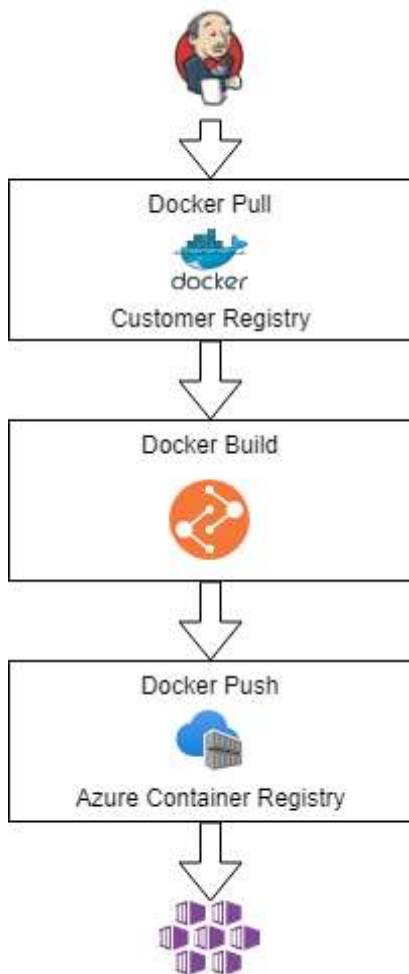 Docker Pull
docker
Customer Registry
Docker Build
Docker Push
Azure Container Registry